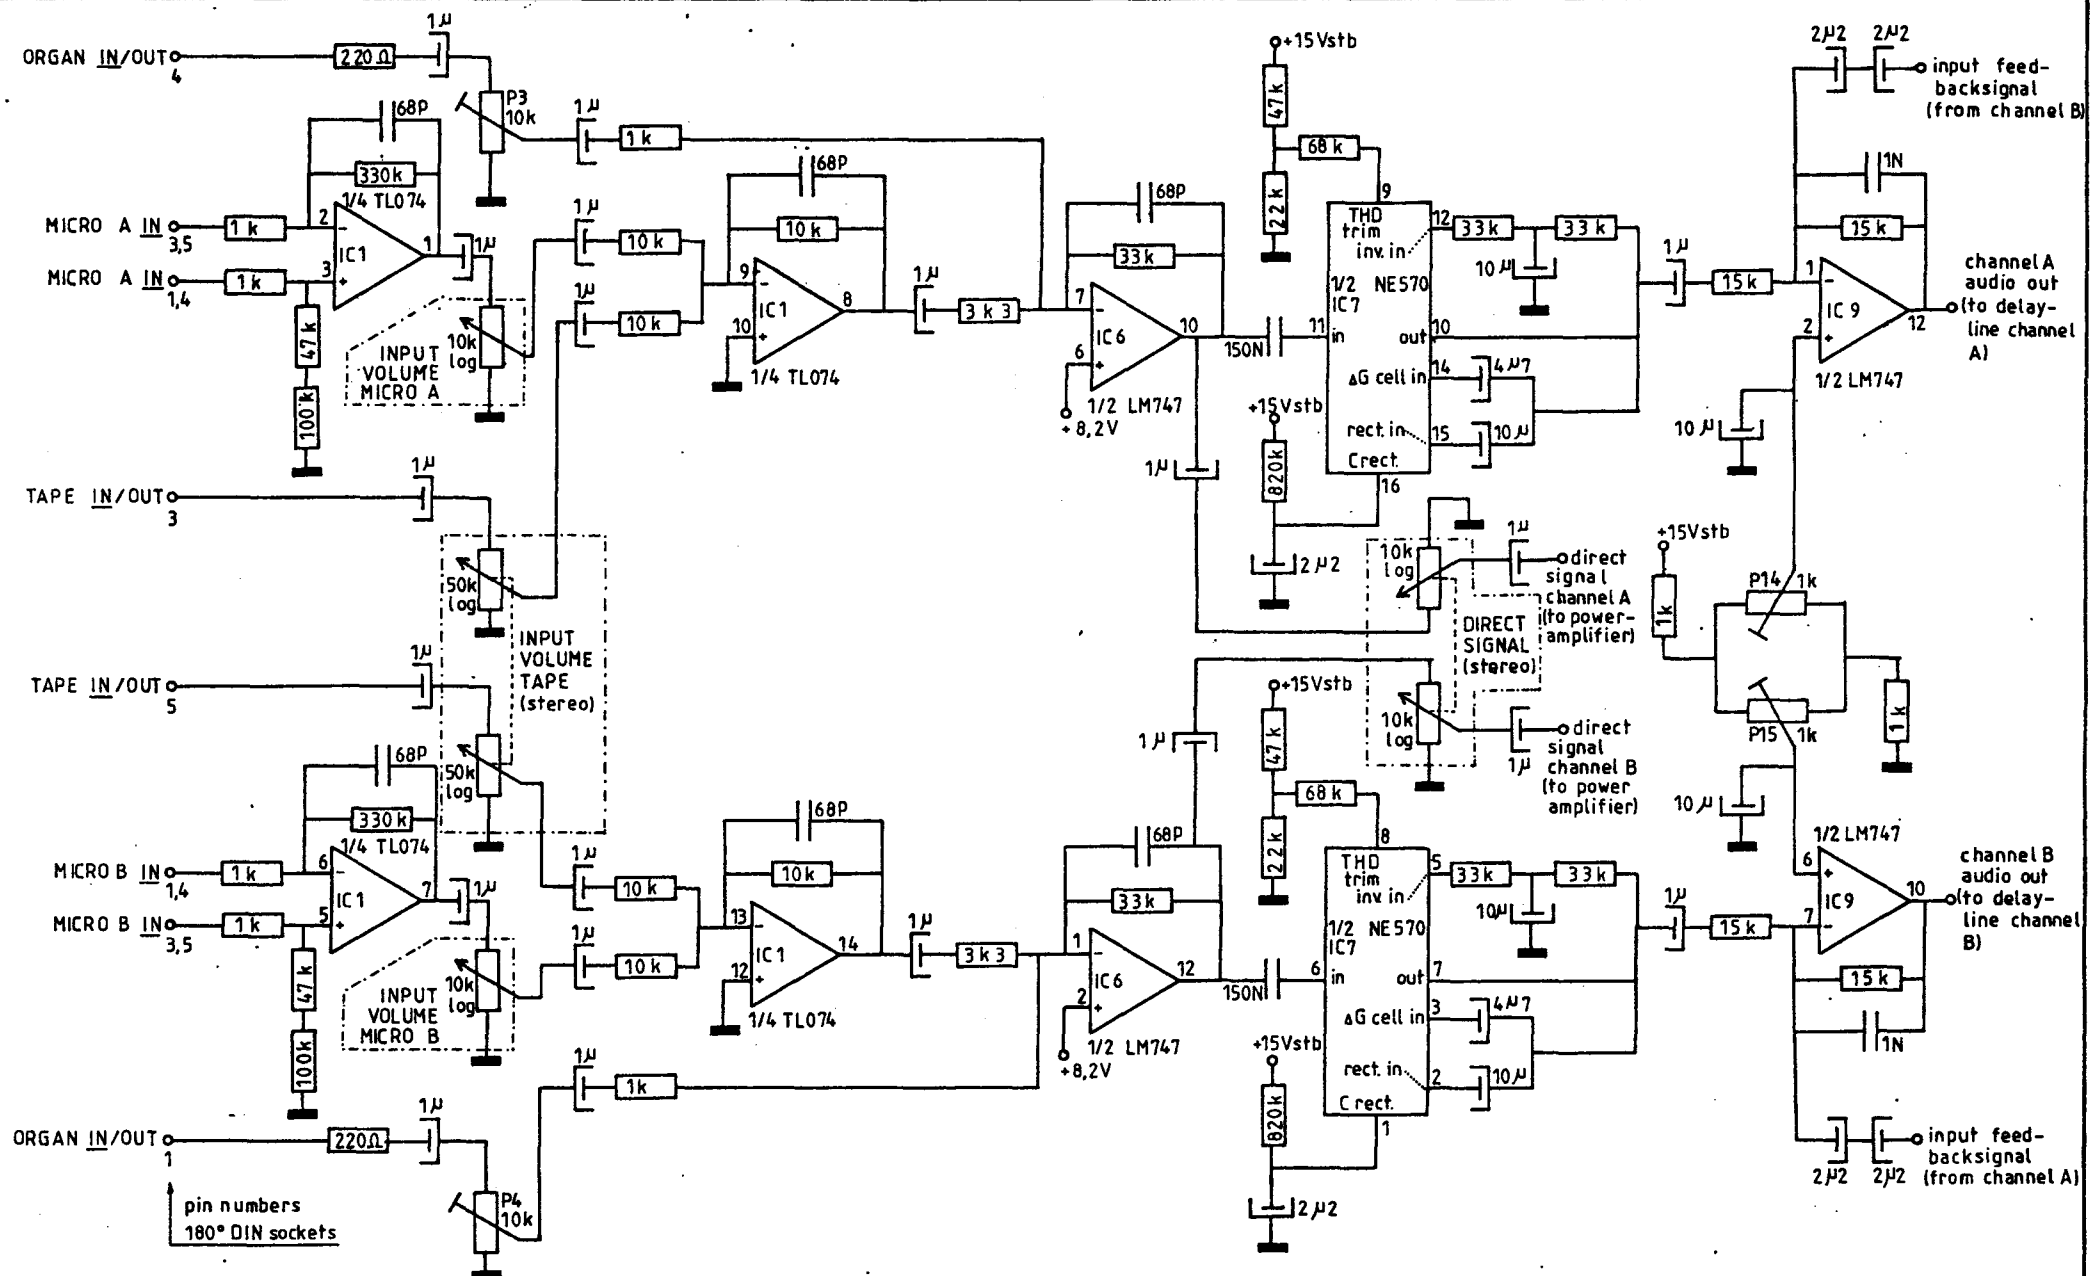 ORGAN IN/OUT
4
220Ω
1µ
P3
10k
1µ
1k
68P
330k
1/4 TL074
MICRO A IN
3,5
1k
2
3
IC1
1
1µ
MICRO A IN
1,4
1k
47k
100k
10k
log
INPUT
VOLUME
MICRO A
1µ
10k
1µ
10k
68P
10k
9
10
IC1
8
1/4 TL074
1µ
3k3
68P
33k
7
6
IC6
10
1/2 LM747
+8,2V
150N
1µ
+15Vstb
47k
68k
22k
9
THD
trim
inv. in
12
33k
33k
10µ
1/2
IC7
NE570
11
in
out
10
ΔG cell in
14
4µ7
rect. in
15
10µ
Crect.
16
+15Vstb
820k
2µ2
1µ
15k
2µ2
2µ2
input feed-
backsignal
(from channel B)
1N
15k
1
2
IC9
12
1/2 LM747
channel A
audio out
(to delay-
line channel
A)
10µ
TAPE IN/OUT
3
1µ
50k
log
INPUT
VOLUME
TAPE
(stereo)
TAPE IN/OUT
5
1µ
50k
log
10k
log
1µ
direct
signal
channel A
(to power-
amplifier)
DIRECT
SIGNAL
(stereo)
10k
log
1µ
direct
signal
channel B
(to power
amplifier)
+15Vstb
1k
P14
1k
P15
1k
1k
10µ
68P
330k
1/4 TL074
MICRO B IN
1,4
1k
6
5
IC1
7
1µ
MICRO B IN
3,5
1k
47k
100k
10k
log
INPUT
VOLUME
MICRO B
1µ
10k
1µ
10k
68P
10k
13
12
IC1
14
1/4 TL074
1µ
3k3
68P
33k
1
2
IC6
12
1/2 LM747
+8,2V
1µ
150N
+15Vstb
47k
68k
22k
8
THD
trim
inv. in
5
33k
33k
10µ
1/2
IC7
NE570
6
in
out
7
ΔG cell in
3
4µ7
rect. in
2
10µ
C rect.
1
+15Vstb
820k
2µ2
1µ
15k
1/2 LM747
6
7
IC9
10
15k
1N
channel B
audio out
(to delay-
line channel
B)
2µ2
2µ2
input feed-
backsignal
(from channel A)
1µ
1k
ORGAN IN/OUT
1
220Ω
1µ
P4
10k
pin numbers
180° DIN sockets